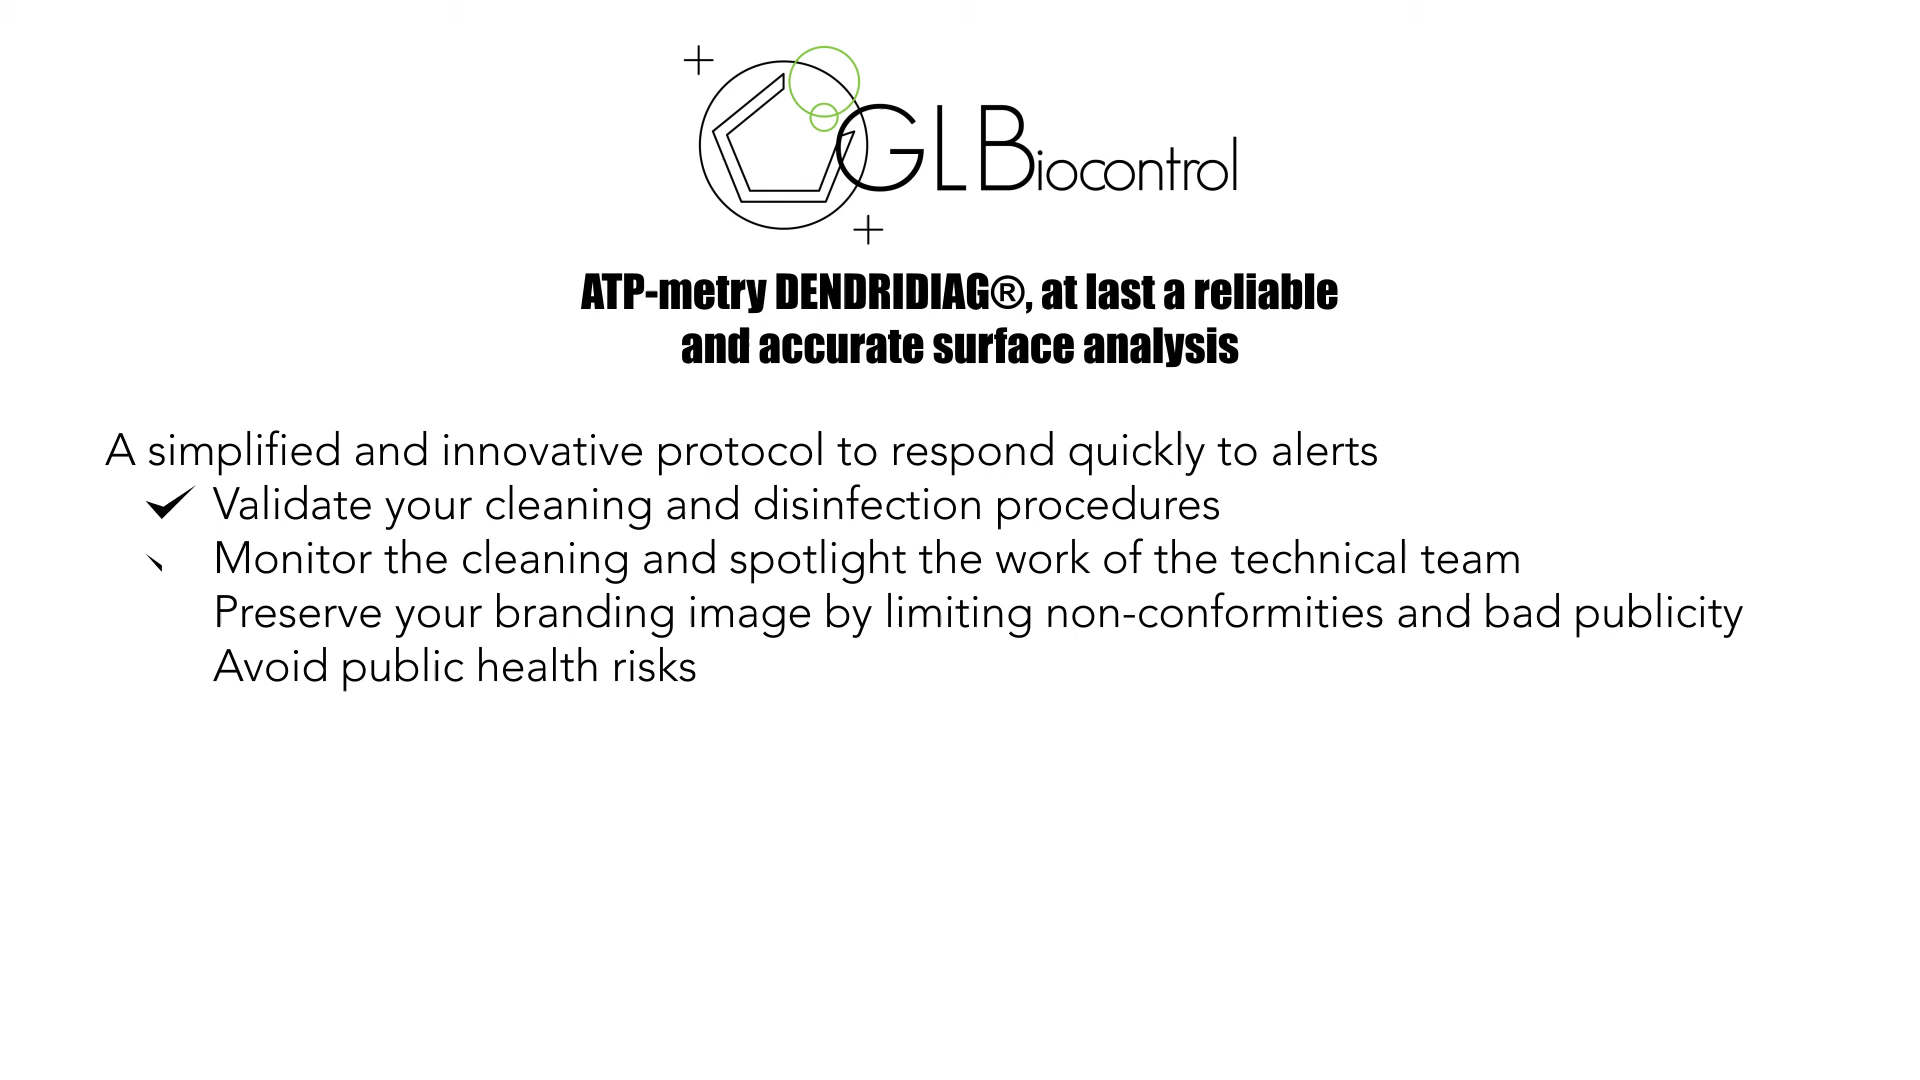 GLBiocontrol
ATP-metry DENDRIDIAG®, at last a reliable
and accurate surface analysis
A simplified and innovative protocol to respond quickly to alerts
Validate your cleaning and disinfection procedures
Monitor the cleaning and spotlight the work of the technical team
Preserve your branding image by limiting non-conformities and bad publicity
Avoid public health risks